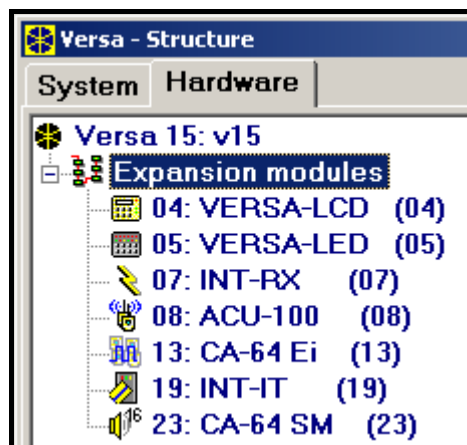 Versa - Structure
System Hardware
Versa 15: v15
Expansion modules
04: VERSA-LCD (04)
05: VERSA-LED (05)
07: INT-RX (07)
08: ACU-100 (08)
13: CA-64 Ei (13)
19: INT-IT (19)
16 23: CA-64 SM (23)